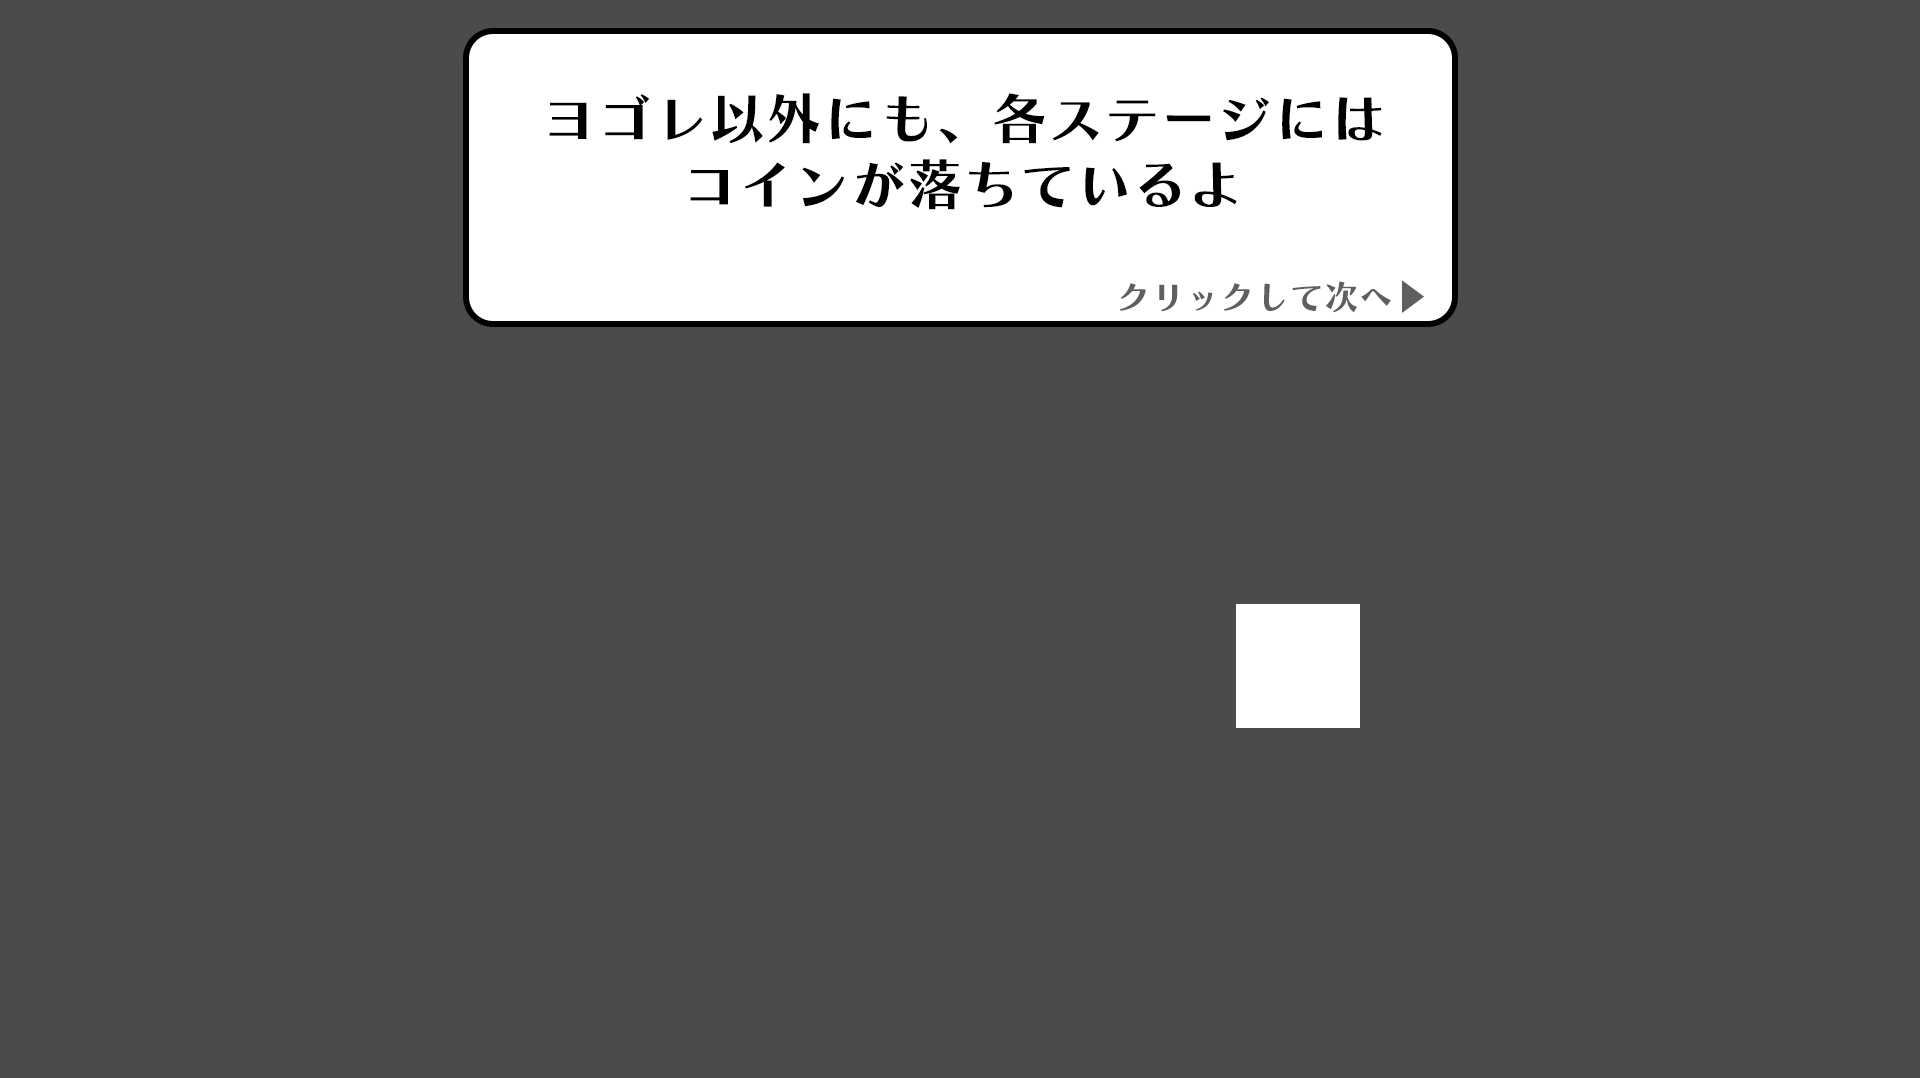 ヨゴレ以外にも、各ステージには
コインが落ちているよ
クリックして次へ